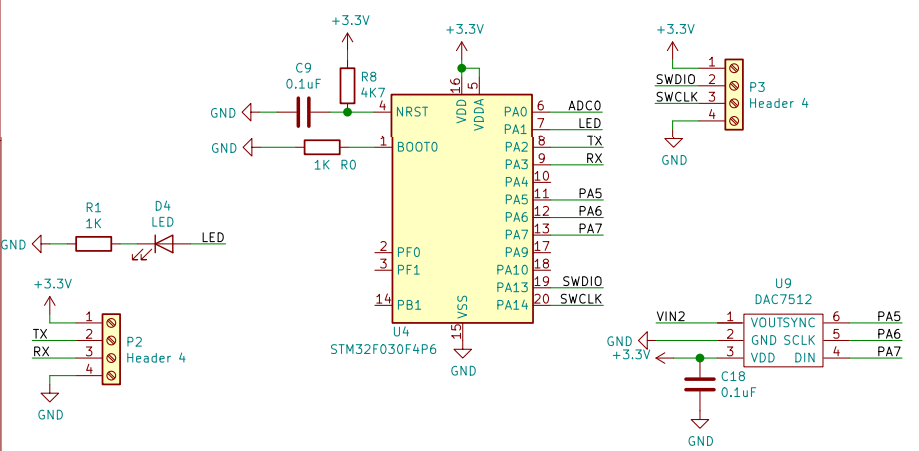 +3.3V
C9
0.1uF
R8
4K7
GND
GND
1K R0
+3.3V
16
5
VDD
VDDA
4 NRST
1 BOOT0
2 PF0
3 PF1
14 PB1
PA0 6 ADC0
PA1 7 LED
PA2 8 TX
PA3 9 RX
PA4 10
PA5 11 PA5
PA6 12 PA6
PA7 13 PA7
PA9 17
PA10 18
PA13 19 SWDIO
PA14 20 SWCLK
VSS
15
U4
STM32F030F4P6
GND
+3.3V
1
SWDIO 2
SWCLK 3
4
P3
Header 4
GND
R1
1K
D4
LED
GND
LED
+3.3V
1
TX 2
RX 3
4
P2
Header 4
GND
U9
DAC7512
VIN2 1 VOUT SYNC 6 PA5
GND 2 GND SCLK 5 PA6
+3.3V 3 VDD DIN 4 PA7
C18
0.1uF
GND